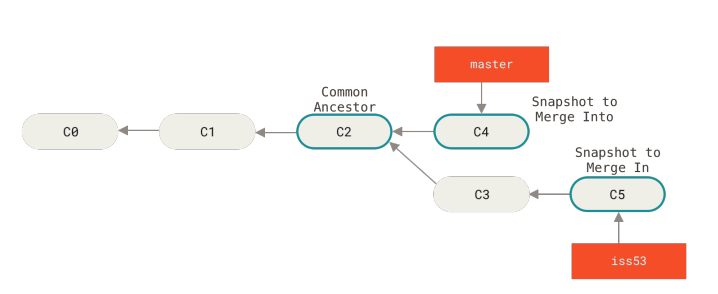 master
Common
Ancestor
Snapshot to
Merge Into
C0
C1
C2
C4
Snapshot to
Merge In
C3
C5
iss53